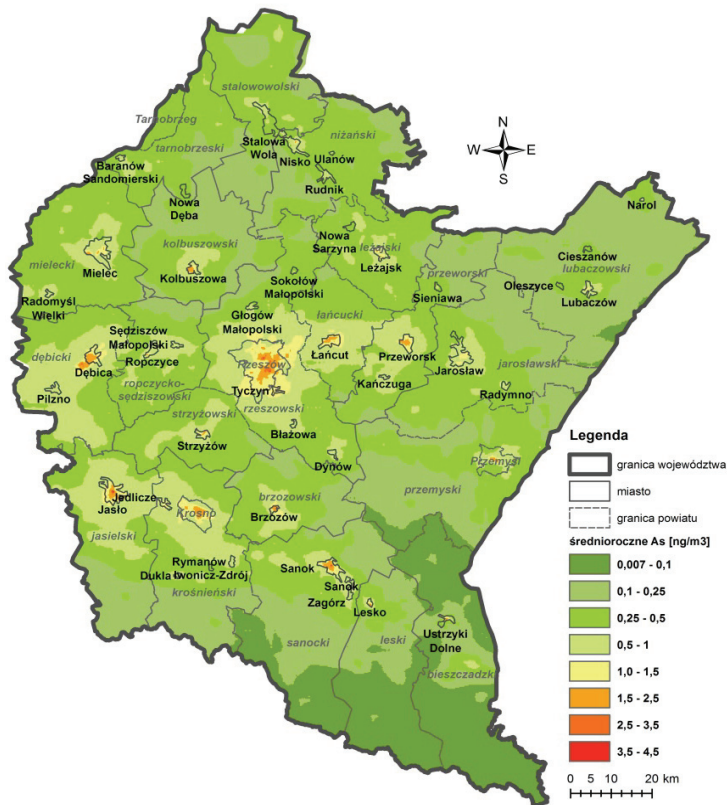 stalowowolski
Tarnobrzeg
tarnobrzeski
niżański
Stalowa
Wola
Nisko
Ulanów
Rudnik
Baranów
Sandomierski
Nowa
Dęba
Narol
kolbuszowski
Nowa
Sarzyna
leżajski
Cieszanów
lubaczowski
mielecki
Mielec
Kolbuszowa
Leżajsk
przeworski
Oleszyce
Lubaczów
Radomyśl
Wielki
Sokołów
Małopolski
Sieniawa
Głogów
Małopolski
łańcucki
Sędziszów
Małopolski
Ropczyce
dębicki
Dębica
Rzeszów
Łańcut
Przeworsk
Jarosław
jarosławski
Pilzno
ropczycko-
sędziszowski
Tyczyn
Kańczuga
Radymno
rzeszowski
strzyżowski
Strzyżów
Błażowa
Dynów
Przemyśl
przemyski
Jedlicze
Jasło
Krosno
brzozowski
Brzozów
jasielski
Rymanów
Dukla
Iwonicz-Zdrój
krośnieński
Sanok
Sanok
Zagórz
Lesko
Ustrzyki
Dolne
sanocki
leski
bieszczadzki
N
W E
S
Legenda
granica województwa
miasto
granica powiatu
średnioroczne As [ng/m3]
0,007 - 0,1
0,1 - 0,25
0,25 - 0,5
0,5 - 1
1,0 - 1,5
1,5 - 2,5
2,5 - 3,5
3,5 - 4,5
0 5 10 20 km